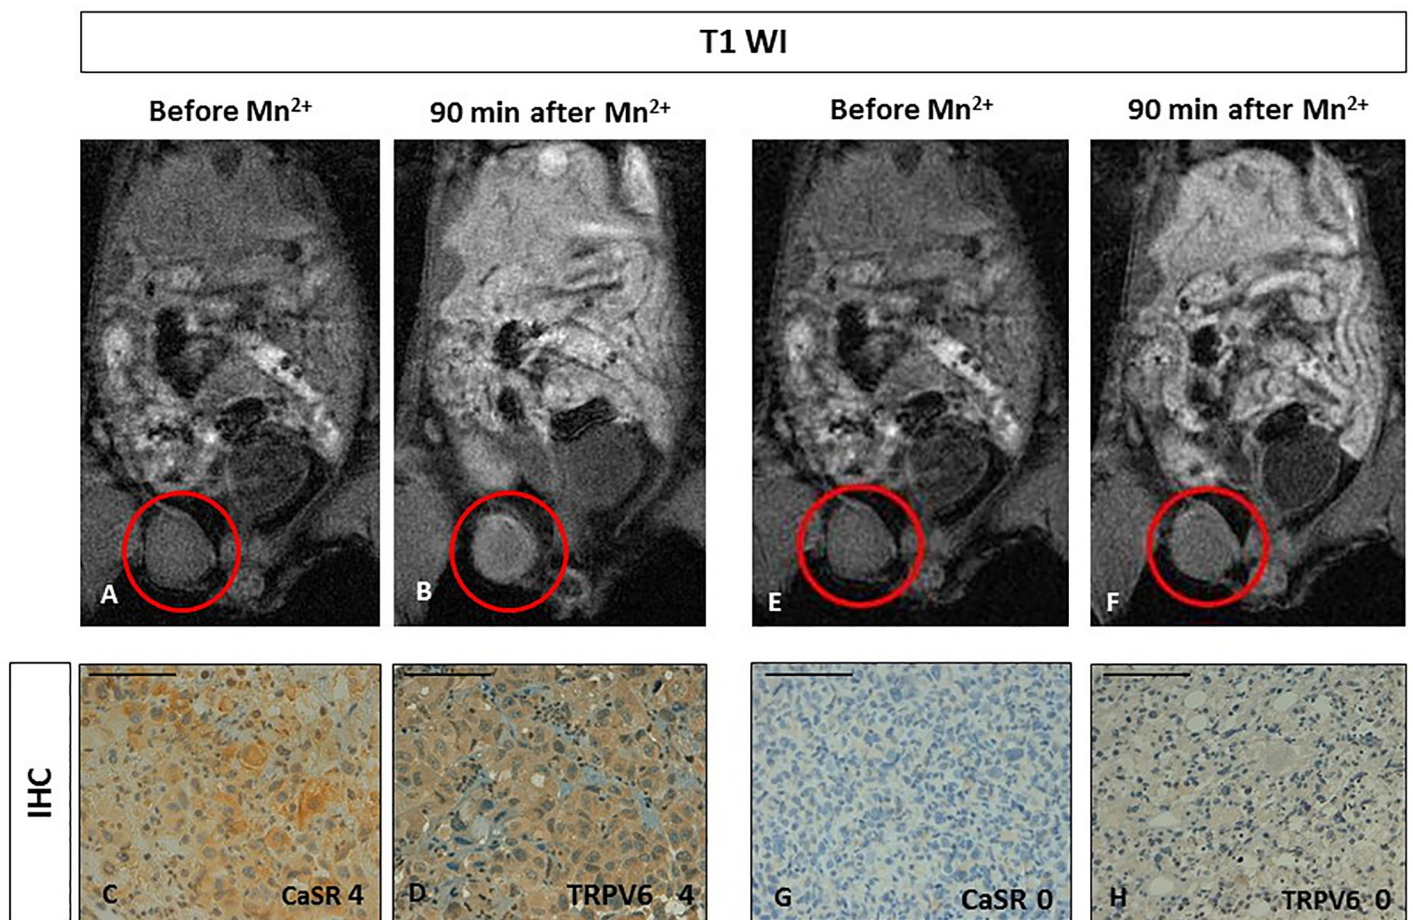 T1 WI
Before Mn²⁺
90 min after Mn²⁺
Before Mn²⁺
90 min after Mn²⁺
A
B
E
F
IHC
C CaSR 4
D TRPV6 4
G CaSR 0
H TRPV6 0